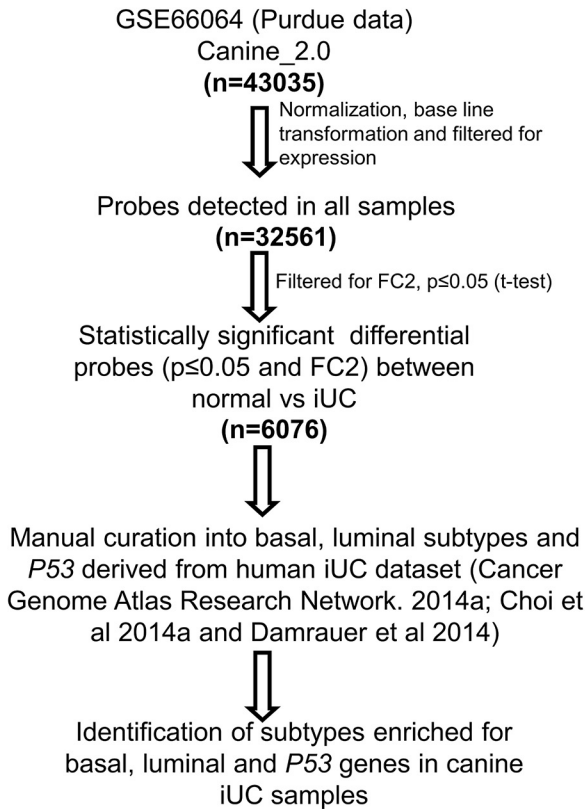 GSE66064 (Purdue data)
Canine_2.0
(n=43035)
Normalization, base line
transformation and filtered for
expression
Probes detected in all samples
(n=32561)
Filtered for FC2, p≤0.05 (t-test)
Statistically significant differential
probes (p≤0.05 and FC2) between
normal vs iUC
(n=6076)
Manual curation into basal, luminal subtypes and
P53 derived from human iUC dataset (Cancer
Genome Atlas Research Network. 2014a; Choi et
al 2014a and Damrauer et al 2014)
Identification of subtypes enriched for
basal, luminal and P53 genes in canine
iUC samples